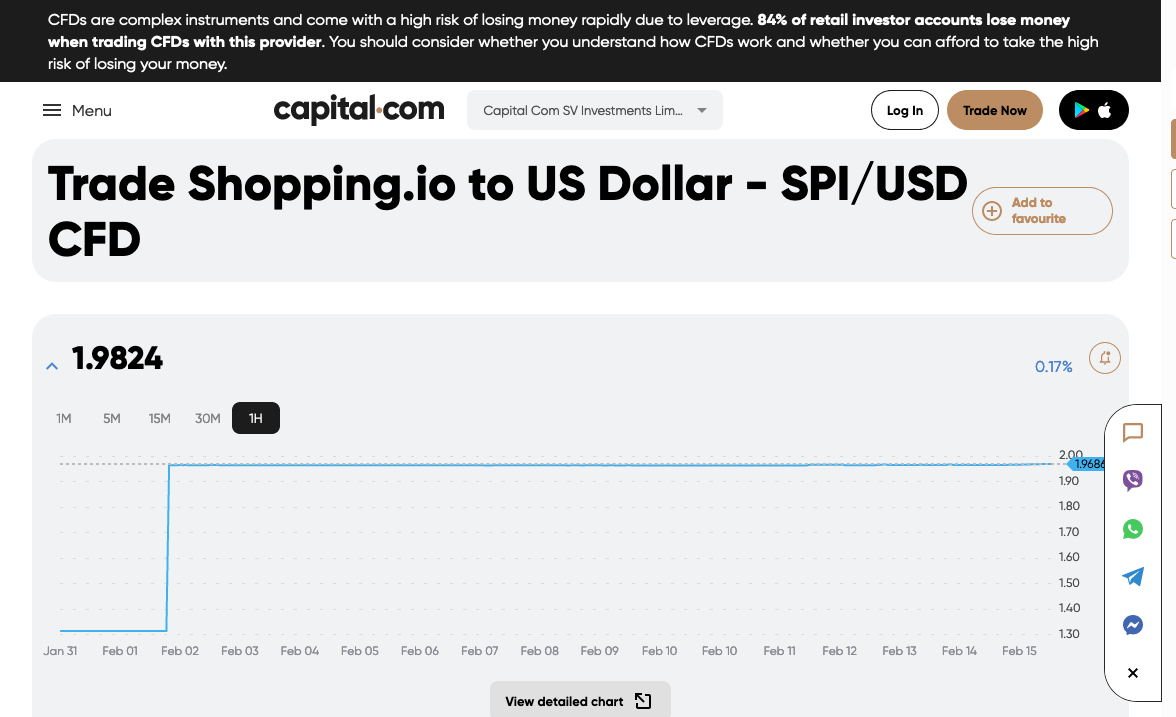 CFDs are complex instruments and come with a high risk of losing money rapidly due to leverage. 84% of retail investor accounts lose money
when trading CFDs with this provider. You should consider whether you understand how CFDs work and whether you can afford to take the high
risk of losing your money.
Menu
capital.com
Capital Com SV Investments Lim...
Log In
Trade Now
Trade Shopping.io to US Dollar - SPI/USD
CFD
Add to
favourite
1.9824
0.17%
1M 5M 15M 30M 1H
2.00
1.9686
1.90
1.80
1.70
1.60
1.50
1.40
1.30
Jan 31 Feb 01 Feb 02 Feb 03 Feb 04 Feb 05 Feb 06 Feb 07 Feb 08 Feb 09 Feb 10 Feb 10 Feb 11 Feb 12 Feb 13 Feb 14 Feb 15
View detailed chart